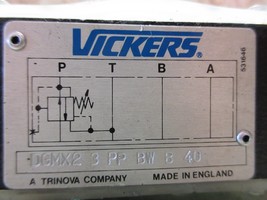 VICKERS®
P T B A
531646
DGMX2 3 PP BW S 40
A TRINOVA COMPANY MADE IN ENGLAND